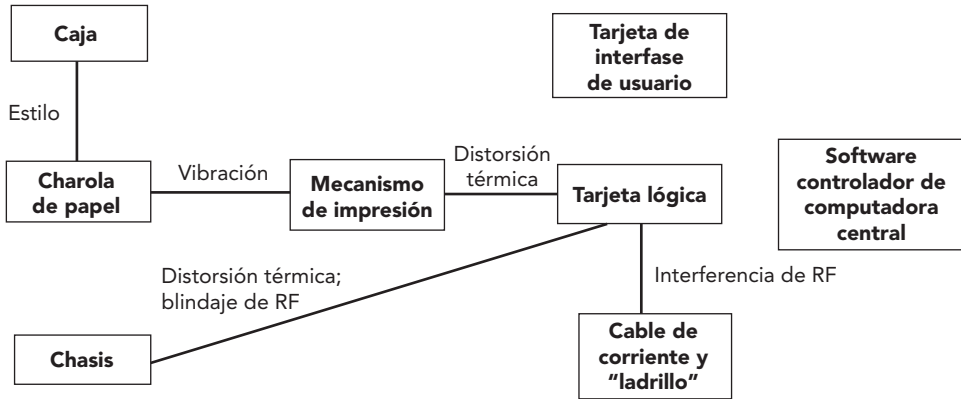 Caja
Tarjeta de
interfase
de usuario
Estilo
Charola
de papel
Vibración
Mecanismo
de impresión
Distorsión
térmica
Tarjeta lógica
Software
controlador de
computadora
central
Distorsión térmica;
blindaje de RF
Interferencia de RF
Chasis
Cable de
corriente y
“ladrillo”